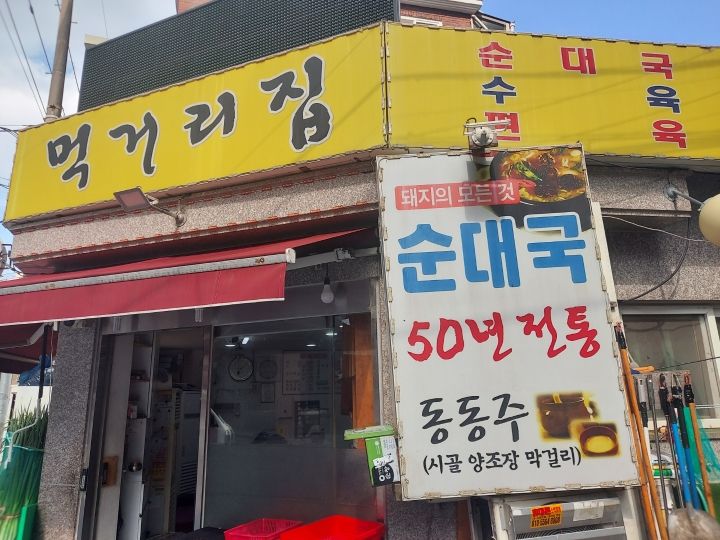 먹거리집
순대국
수 육
편 육
돼지의 모든 것
순대국
50년 전통
동동주
(시골 양조장 막걸리)